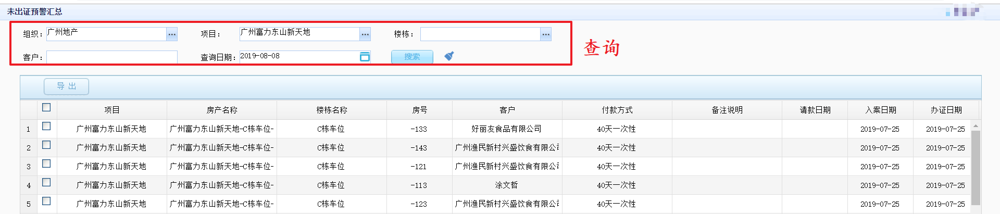 未出证预警汇总
组织： 广州地产 ... 项目： 广州富力东山新天地 ... 楼栋： ...
客户： 查询日期： 2019-08-08 搜索
查询
导 出
项目 房产名称 楼栋名称 房号 客户 付款方式 备注说明 请款日期 入案日期 办证日期
1 广州富力东山新天地 广州富力东山新天地-C栋车位- C栋车位 -133 好丽友食品有限公司 40天一次性 2019-07-25 2019-07-25
2 广州富力东山新天地 广州富力东山新天地-C栋车位- C栋车位 -143 广州渔民新村兴盛饮食有限公司 40天一次性 2019-07-25 2019-07-25
3 广州富力东山新天地 广州富力东山新天地-C栋车位- C栋车位 -121 广州渔民新村兴盛饮食有限公司 40天一次性 2019-07-25 2019-07-25
4 广州富力东山新天地 广州富力东山新天地-C栋车位- C栋车位 -113 涂文哲 40天一次性 2019-07-25 2019-07-25
5 广州富力东山新天地 广州富力东山新天地-C栋车位- C栋车位 -123 广州渔民新村兴盛饮食有限公司 40天一次性 2019-07-25 2019-07-25